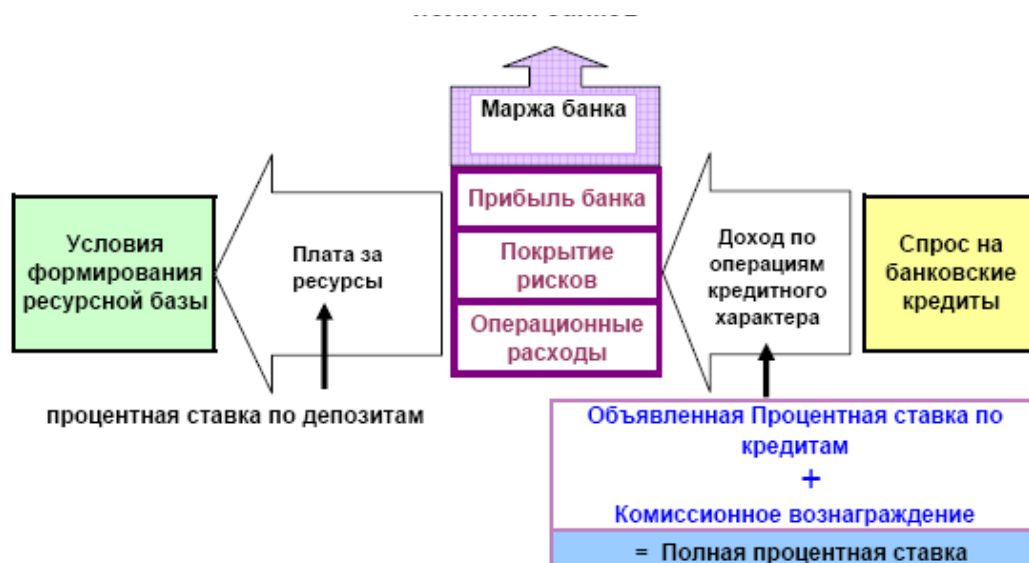 Маржа банка
Условия
формирования
ресурсной базы
Плата за
ресурсы
Прибыль банка
Покрытие
рисков
Операционные
расходы
Доход по
операциям
кредитного
характера
Спрос на
банковские
кредиты
процентная ставка по депозитам
Объявленная Процентная ставка по
кредитам
+
Комиссионное вознаграждение
= Полная процентная ставка